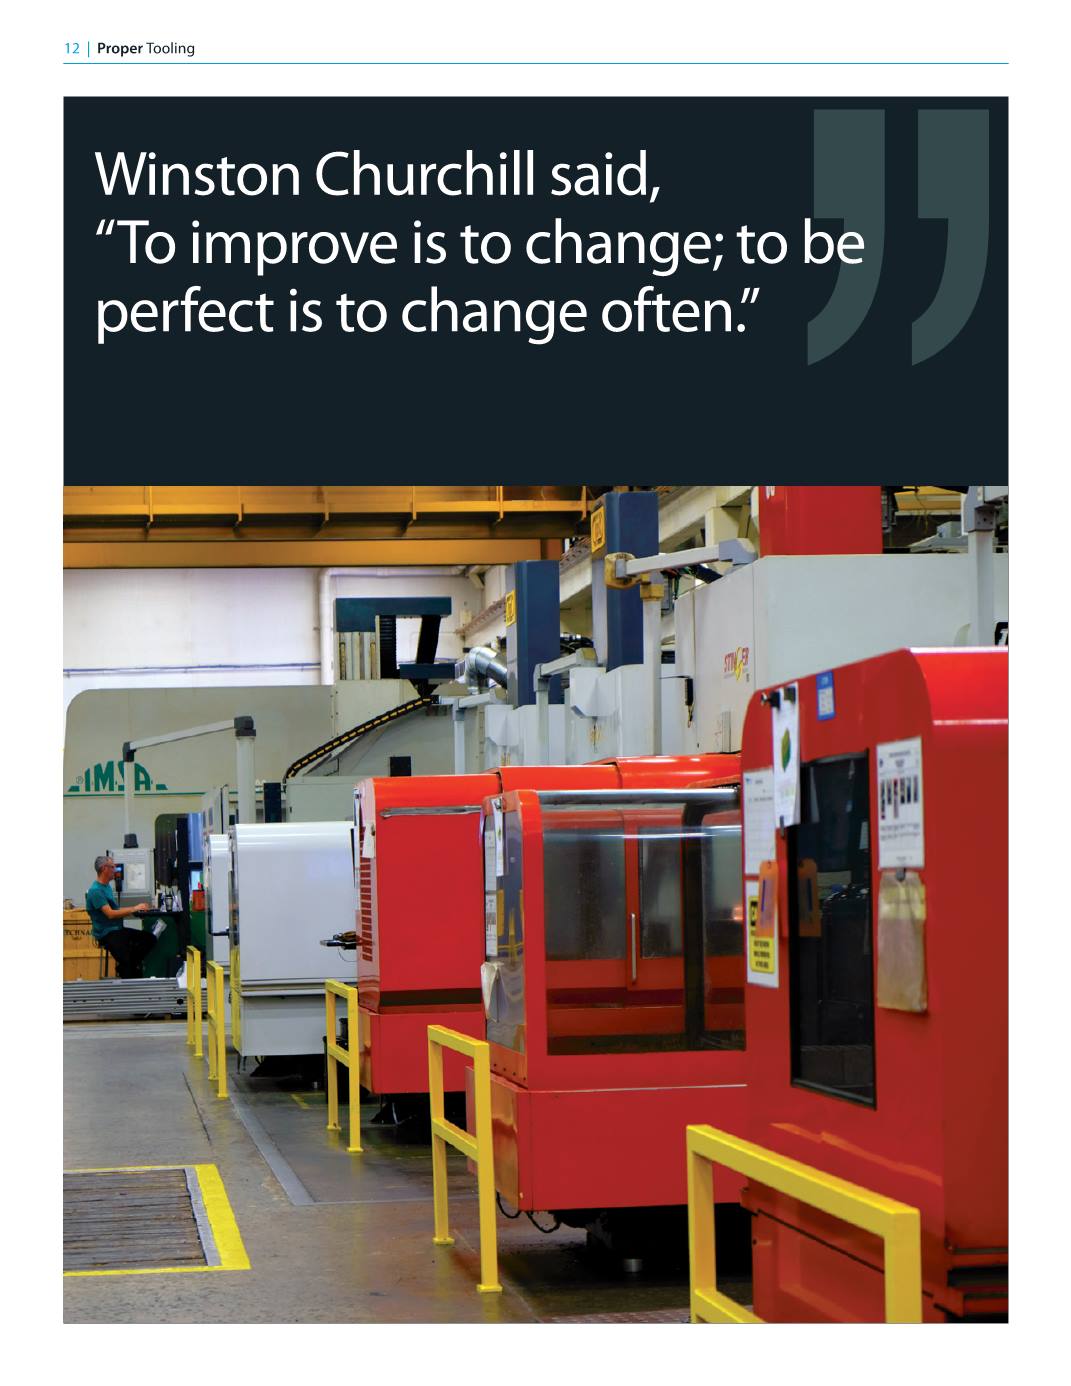 12 | Proper Tooling
Winston Churchill said,
“To improve is to change; to be
perfect is to change often.”
STINGER
IMSA